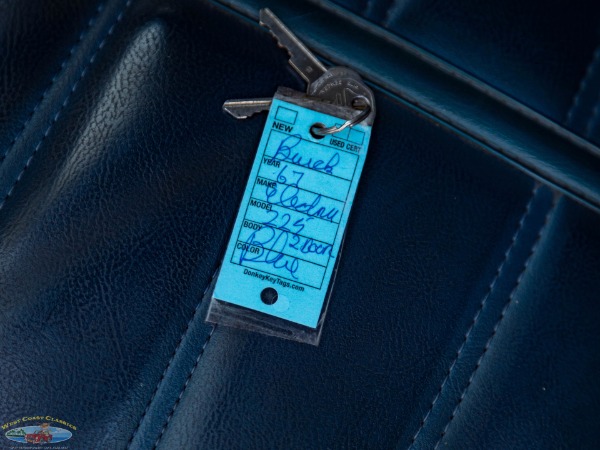 NEW
USED CERT
Buick
YEAR
67
MAKE
Electra
MODEL
225
BODY
2 Door
COLOR
Blue
DonkeyKeyTags.com
WEST COAST CLASSICS